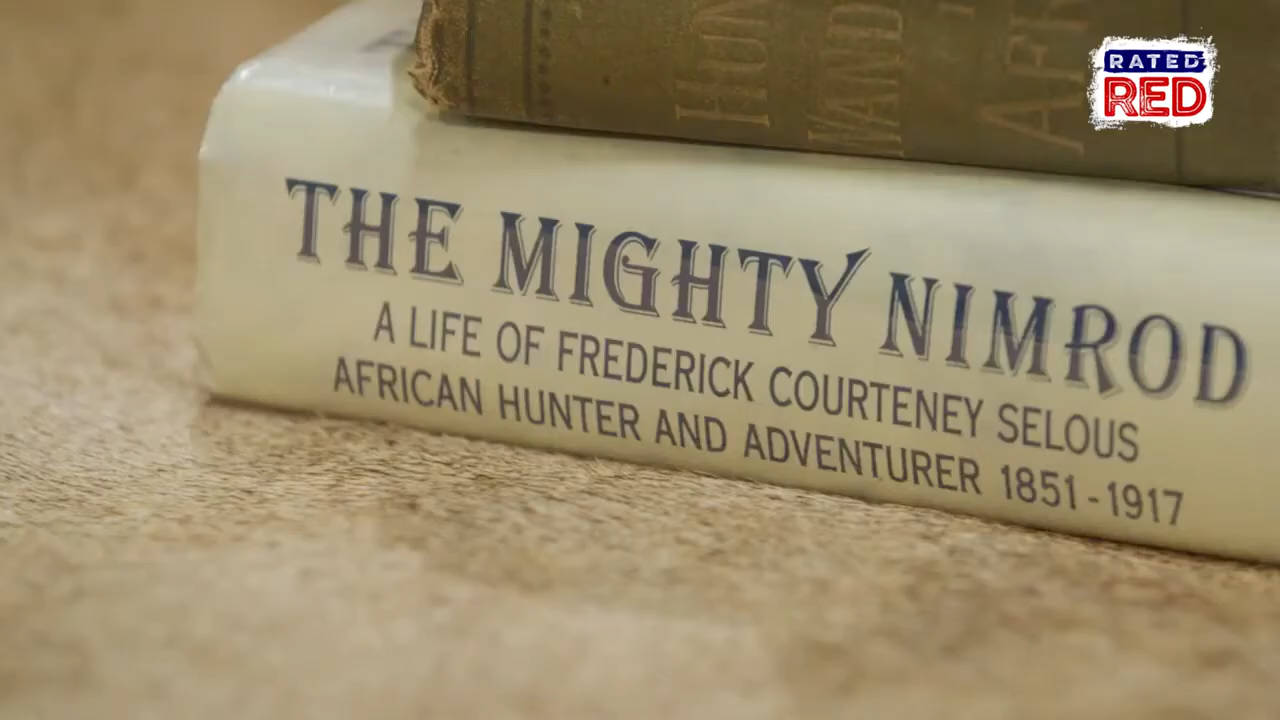 RATED
RED
THE MIGHTY NIMROD
A LIFE OF FREDERICK COURTENEY SELOUS
AFRICAN HUNTER AND ADVENTURER 1851-1917